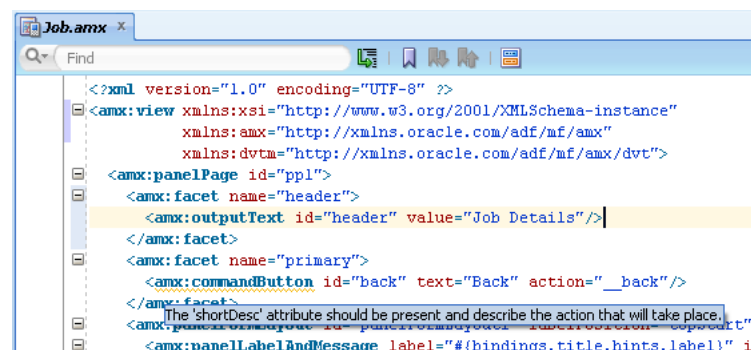 Job.amx
Find
<?xml version="1.0" encoding="UTF-8" ?>
<amx:view xmlns:xsi="http://www.w3.org/2001/XMLSchema-instance"
xmlns:amx="http://xmlns.oracle.com/adf/mf/amx"
xmlns:dvtm="http://xmlns.oracle.com/adf/mf/amx/dvt">
<amx:panelPage id="pp1">
<amx:facet name="header">
<amx:outputText id="header" value="Job Details"/>
</amx:facet>
<amx:facet name="primary">
<amx:commandButton id="back" text="Back" action="__back"/>
</amx:facet>
The 'shortDesc' attribute should be present and describe the action that will take place.
<amx:panelFormLayout
<amx:panelLabelAndMessage label="#{bindings.title.hints.label}" i